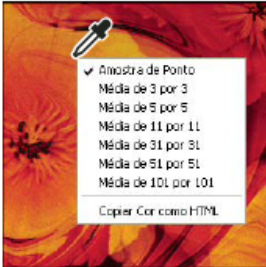 Amostra de Ponto
Média de 3 por 3
Média de 5 por 5
Média de 11 por 11
Média de 31 por 31
Média de 51 por 51
Média de 101 por 101
Copiar Cor como HTML